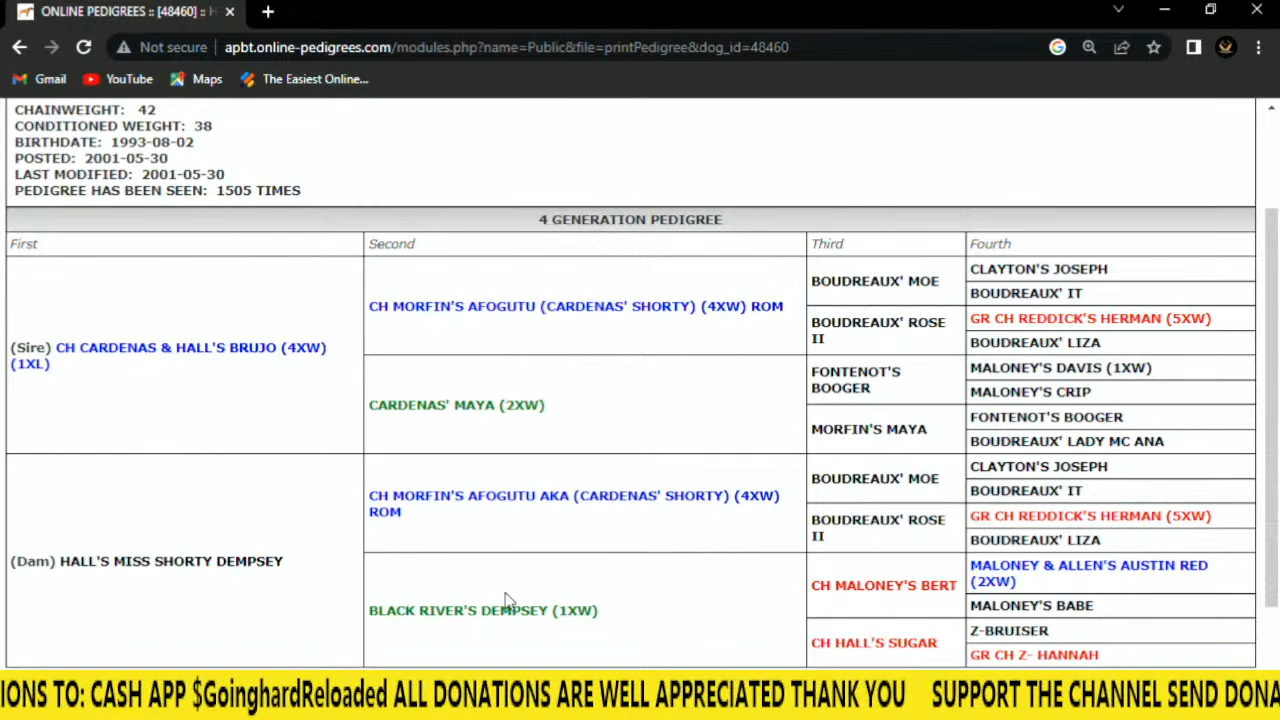 ONLINE PEDIGREES :: [48460] :: H
Not secure
apbt.online-pedigrees.com/modules.php?name=Public&file=printPedigree&dog_id=48460
Gmail
YouTube
Maps
The Easiest Online...
CHAINWEIGHT: 42
CONDITIONED WEIGHT: 38
BIRTHDATE: 1993-08-02
POSTED: 2001-05-30
LAST MODIFIED: 2001-05-30
PEDIGREE HAS BEEN SEEN: 1505 TIMES
4 GENERATION PEDIGREE
First
Second
Third
Fourth
(Sire) CH CARDENAS & HALL'S BRUJO (4XW)
(1XL)
CH MORFIN'S AFOGUTU (CARDENAS' SHORTY) (4XW) ROM
BOUDREAUX' MOE
CLAYTON'S JOSEPH
BOUDREAUX' IT
BOUDREAUX' ROSE
II
GR CH REDDICK'S HERMAN (5XW)
BOUDREAUX' LIZA
CARDENAS' MAYA (2XW)
FONTENOT'S
BOOGER
MALONEY'S DAVIS (1XW)
MALONEY'S CRIP
MORFIN'S MAYA
FONTENOT'S BOOGER
BOUDREAUX' LADY MC ANA
(Dam) HALL'S MISS SHORTY DEMPSEY
CH MORFIN'S AFOGUTU AKA (CARDENAS' SHORTY) (4XW)
ROM
BOUDREAUX' MOE
CLAYTON'S JOSEPH
BOUDREAUX' IT
BOUDREAUX' ROSE
II
GR CH REDDICK'S HERMAN (5XW)
BOUDREAUX' LIZA
BLACK RIVER'S DEMPSEY (1XW)
CH MALONEY'S BERT
MALONEY & ALLEN'S AUSTIN RED
(2XW)
MALONEY'S BABE
CH HALL'S SUGAR
Z-BRUISER
GR CH Z- HANNAH
IONS TO: CASH APP $GoinghardReloaded ALL DONATIONS ARE WELL APPRECIATED THANK YOU SUPPORT THE CHANNEL SEND DONA